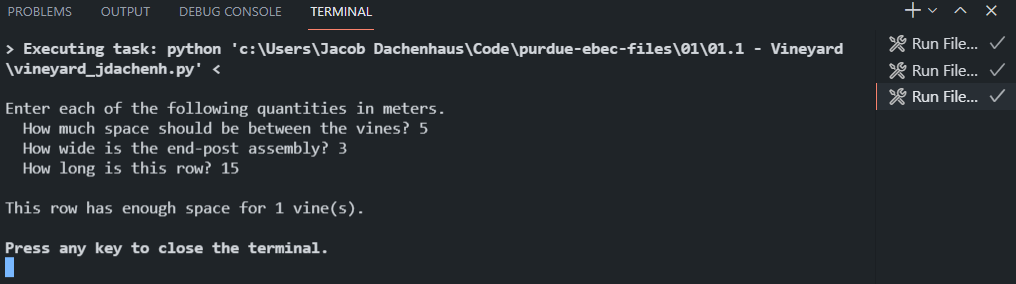 PROBLEMS OUTPUT DEBUG CONSOLE TERMINAL
> Executing task: python 'c:\Users\Jacob Dachenhaus\Code\purdue-ebec-files\01\01.1 - Vineyard
\vineyard_jdachenh.py' <
Enter each of the following quantities in meters.
How much space should be between the vines? 5
How wide is the end-post assembly? 3
How long is this row? 15
This row has enough space for 1 vine(s).
Press any key to close the terminal.
Run File...
Run File...
Run File...